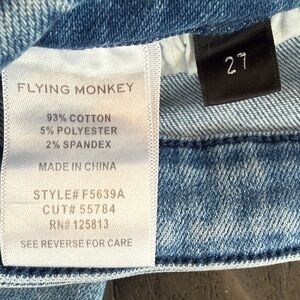 FLYING MONKEY
93% COTTON
5% POLYESTER
2% SPANDEX
MADE IN CHINA
STYLE# F5639A
CUT# 55784
RN# 125813
SEE REVERSE FOR CARE
27